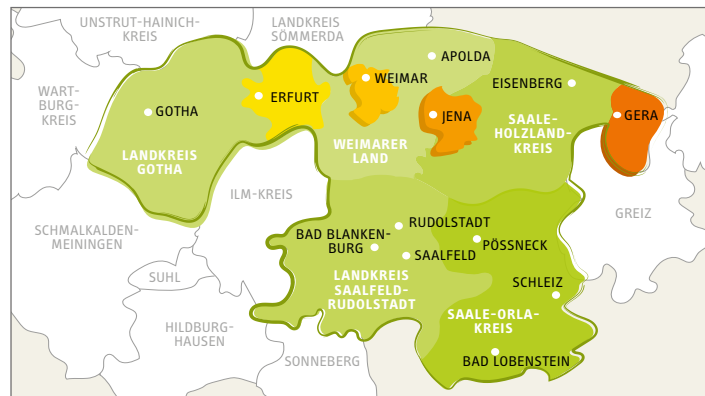 UNSTRUT-HAINICH-
KREIS
LANDKREIS
SÖMMERDA
WART-
BURG-
KREIS
APOLDA
WEIMAR
EISENBERG
GOTHA
ERFURT
JENA
GERA
SAALE-
HOLZLAND-
KREIS
WEIMARER
LAND
LANDKREIS
GOTHA
ILM-KREIS
GREIZ
SCHMALKALDEN-
MEININGEN
RUDOLSTADT
BAD BLANKEN-
BURG
PÖSSNECK
SAALFELD
LANDKREIS
SAALFELD-
RUDOLSTADT
SUHL
SCHLEIZ
SAALE-ORLA-
KREIS
HILDBURG-
HAUSEN
SONNEBERG
BAD LOBENSTEIN